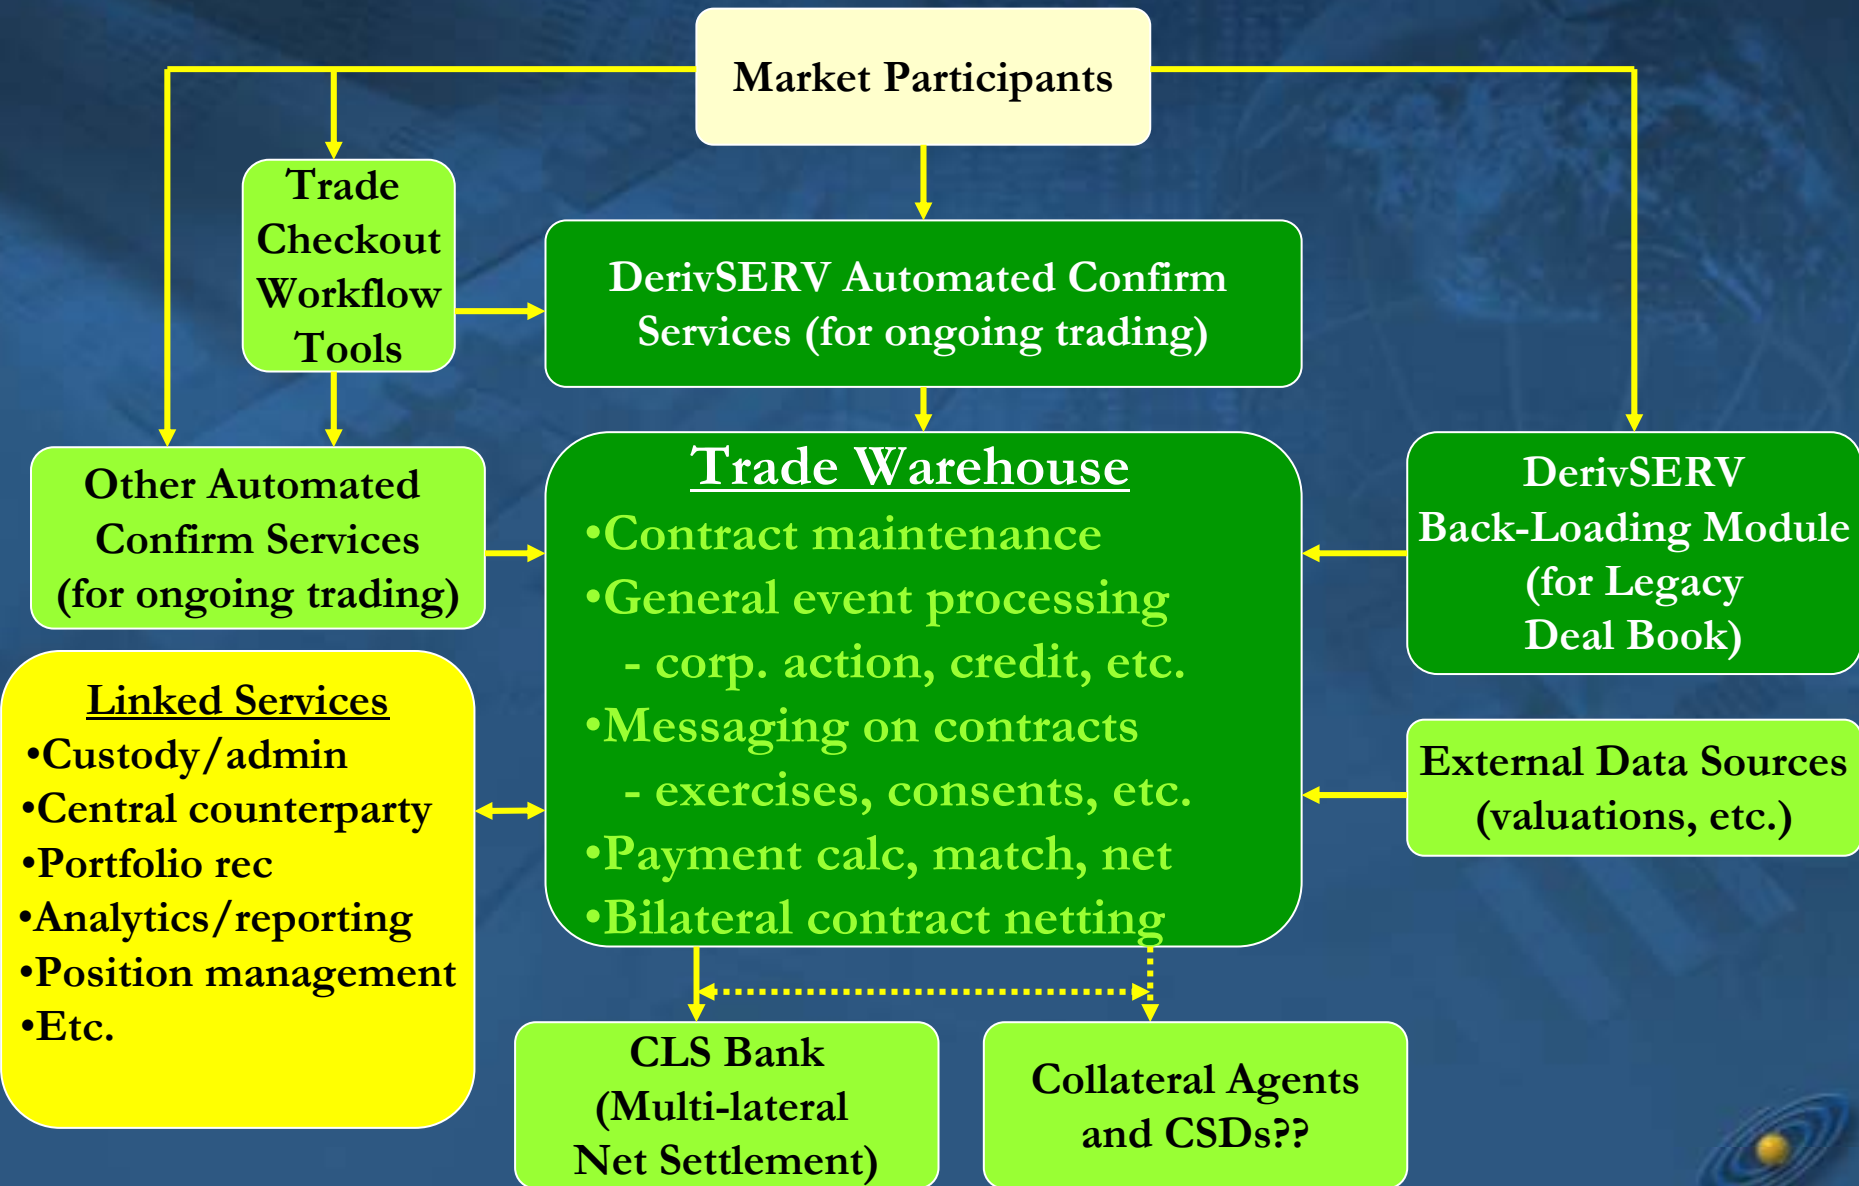 Market Participants
Trade
Checkout
Workflow
Tools
DerivSERV Automated Confirm
Services (for ongoing trading)
Other Automated
Confirm Services
(for ongoing trading)
Trade Warehouse
•Contract maintenance
•General event processing
- corp. action, credit, etc.
•Messaging on contracts
- exercises, consents, etc.
•Payment calc, match, net
•Bilateral contract netting
DerivSERV
Back-Loading Module
(for Legacy
Deal Book)
Linked Services
•Custody/admin
•Central counterparty
•Portfolio rec
•Analytics/reporting
•Position management
•Etc.
External Data Sources
(valuations, etc.)
CLS Bank
(Multi-lateral
Net Settlement)
Collateral Agents
and CSDs??